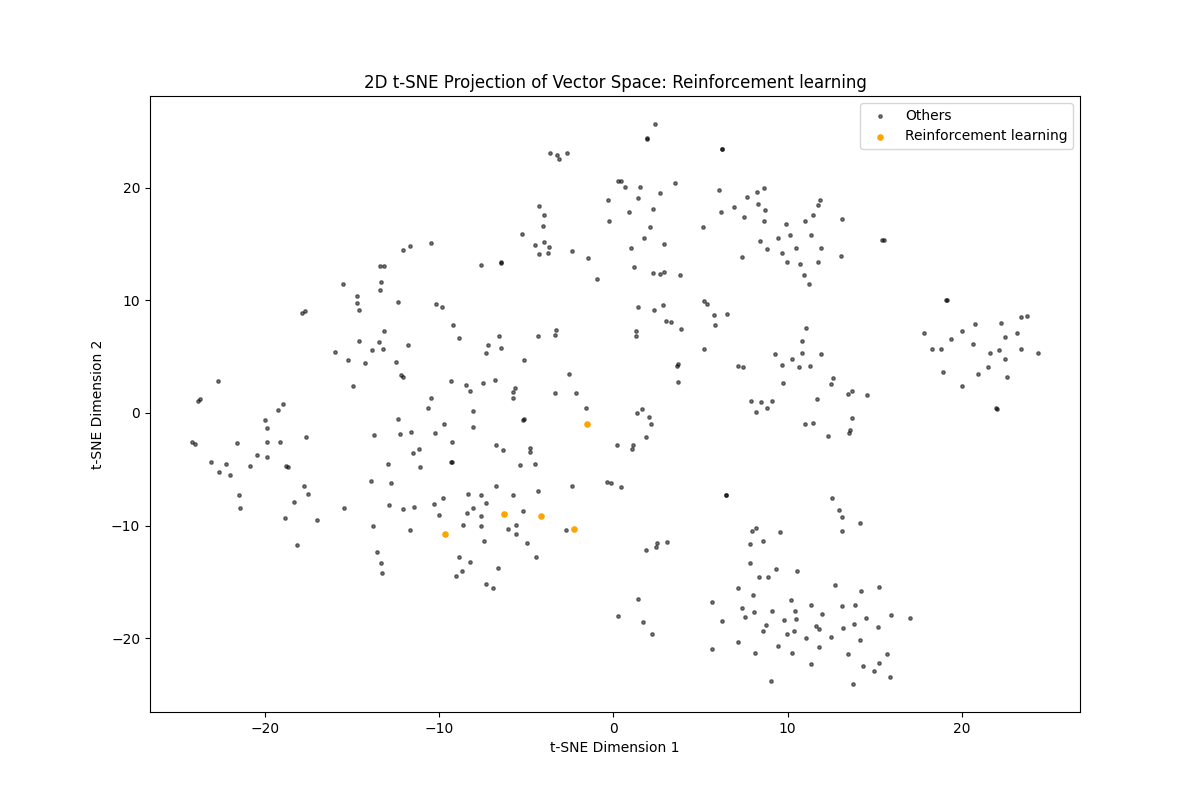 2D t-SNE Projection of Vector Space: Reinforcement learning
Others
Reinforcement learning
t-SNE Dimension 2
20
10
0
−10
−20
−20
−10
0
10
20
t-SNE Dimension 1